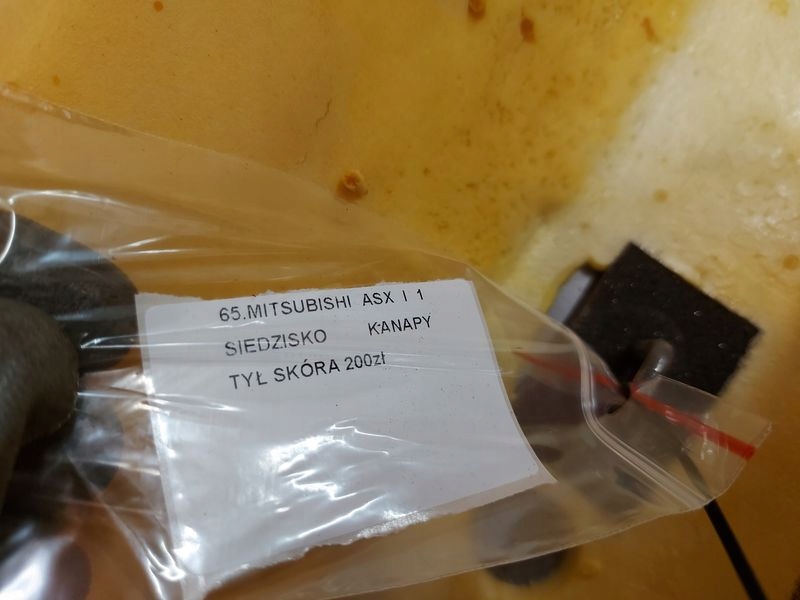 65.MITSUBISHI ASX I 1
SIEDZISKO KANAPY
TYŁ SKÓRA 200zł